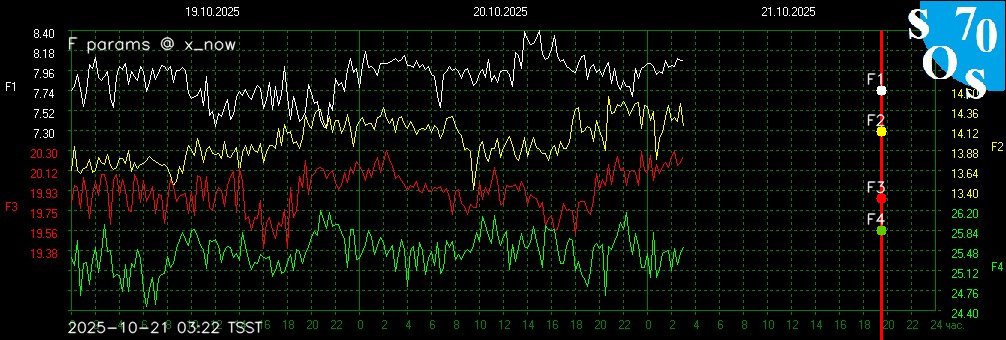 19.10.2025 20.10.2025 21.10.2025
SOS 70
F params @ x_now
8.40
8.18
7.96
F1 7.74
7.52
7.30
20.30
20.12
19.93
F3 19.75
19.56
19.38
F1
F2
F3
F4
14.60
14.36
14.12
F2
13.88
13.64
13.40
26.20
25.84
25.48
F4
25.12
24.76
24.40
2025-10-21 03:22 TSST
18 20 22 0 2 4 6 8 10 12 14 16 18 20 22 0 2 4 6 8 10 12 14 16 18 20 22 24 час.